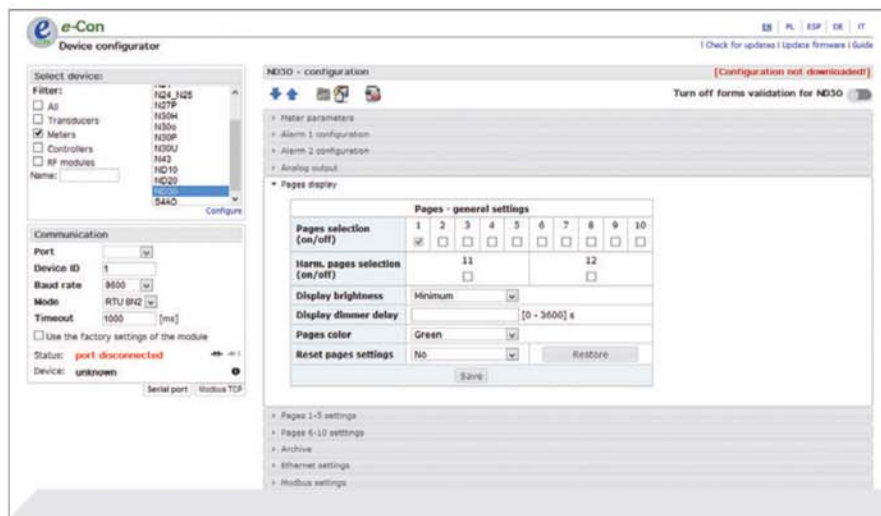 e-Con
Device configurator
EN | PL | ESP | DE | IT
! Check for updates | Update firmware | Guide
Select device:
Filter:
All
Transducers
Meters
Controllers
RF modules
Name:
N24_N25
N27P
N30H
N30o
N30P
N30U
N43
ND10
ND20
ND30
S4AO
Configure
Communication
Port
Device ID 1
Baud rate 9600
Mode RTU 8N2
Timeout 1000 [ms]
Use the factory settings of the module
Status: port disconnected
Device: unknown
Serial port Modbus TCP
ND30 - configuration [Configuration not downloaded!]
Turn off forms validation for ND30
Meter parameters
Alarm 1 configuration
Alarm 2 configuration
Analog output
Pages display
Pages - general settings
Pages selection (on/off) 1 2 3 4 5 6 7 8 9 10
Harm. pages selection (on/off) 11 12
Display brightness Minimum
Display dimmer delay [0 - 3600] s
Pages color Green
Reset pages settings No Restore
Save
Pages 1-5 settings
Pages 6-10 settings
Archive
Ethernet settings
Modbus settings